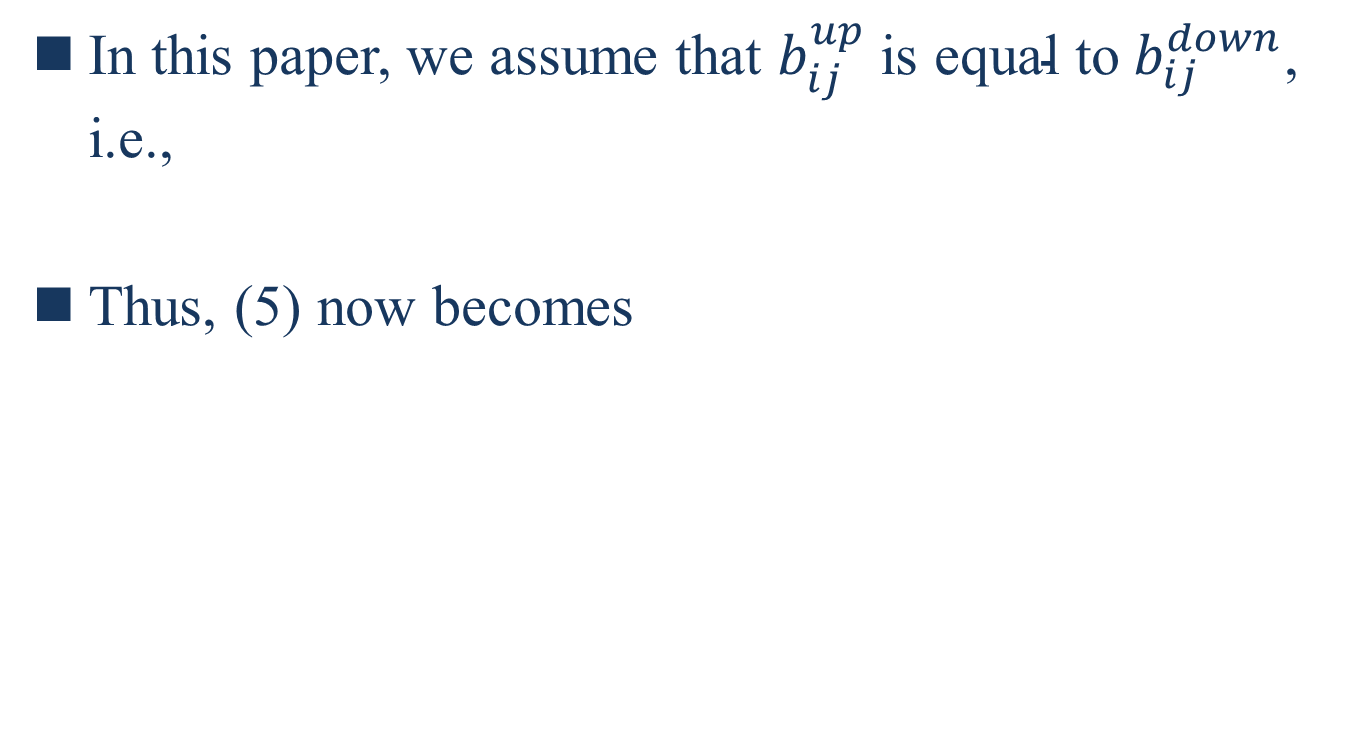 ■ In this paper, we assume that $b_{ij}^{up}$ is equal to $b_{ij}^{down}$,
i.e.,
■ Thus, (5) now becomes